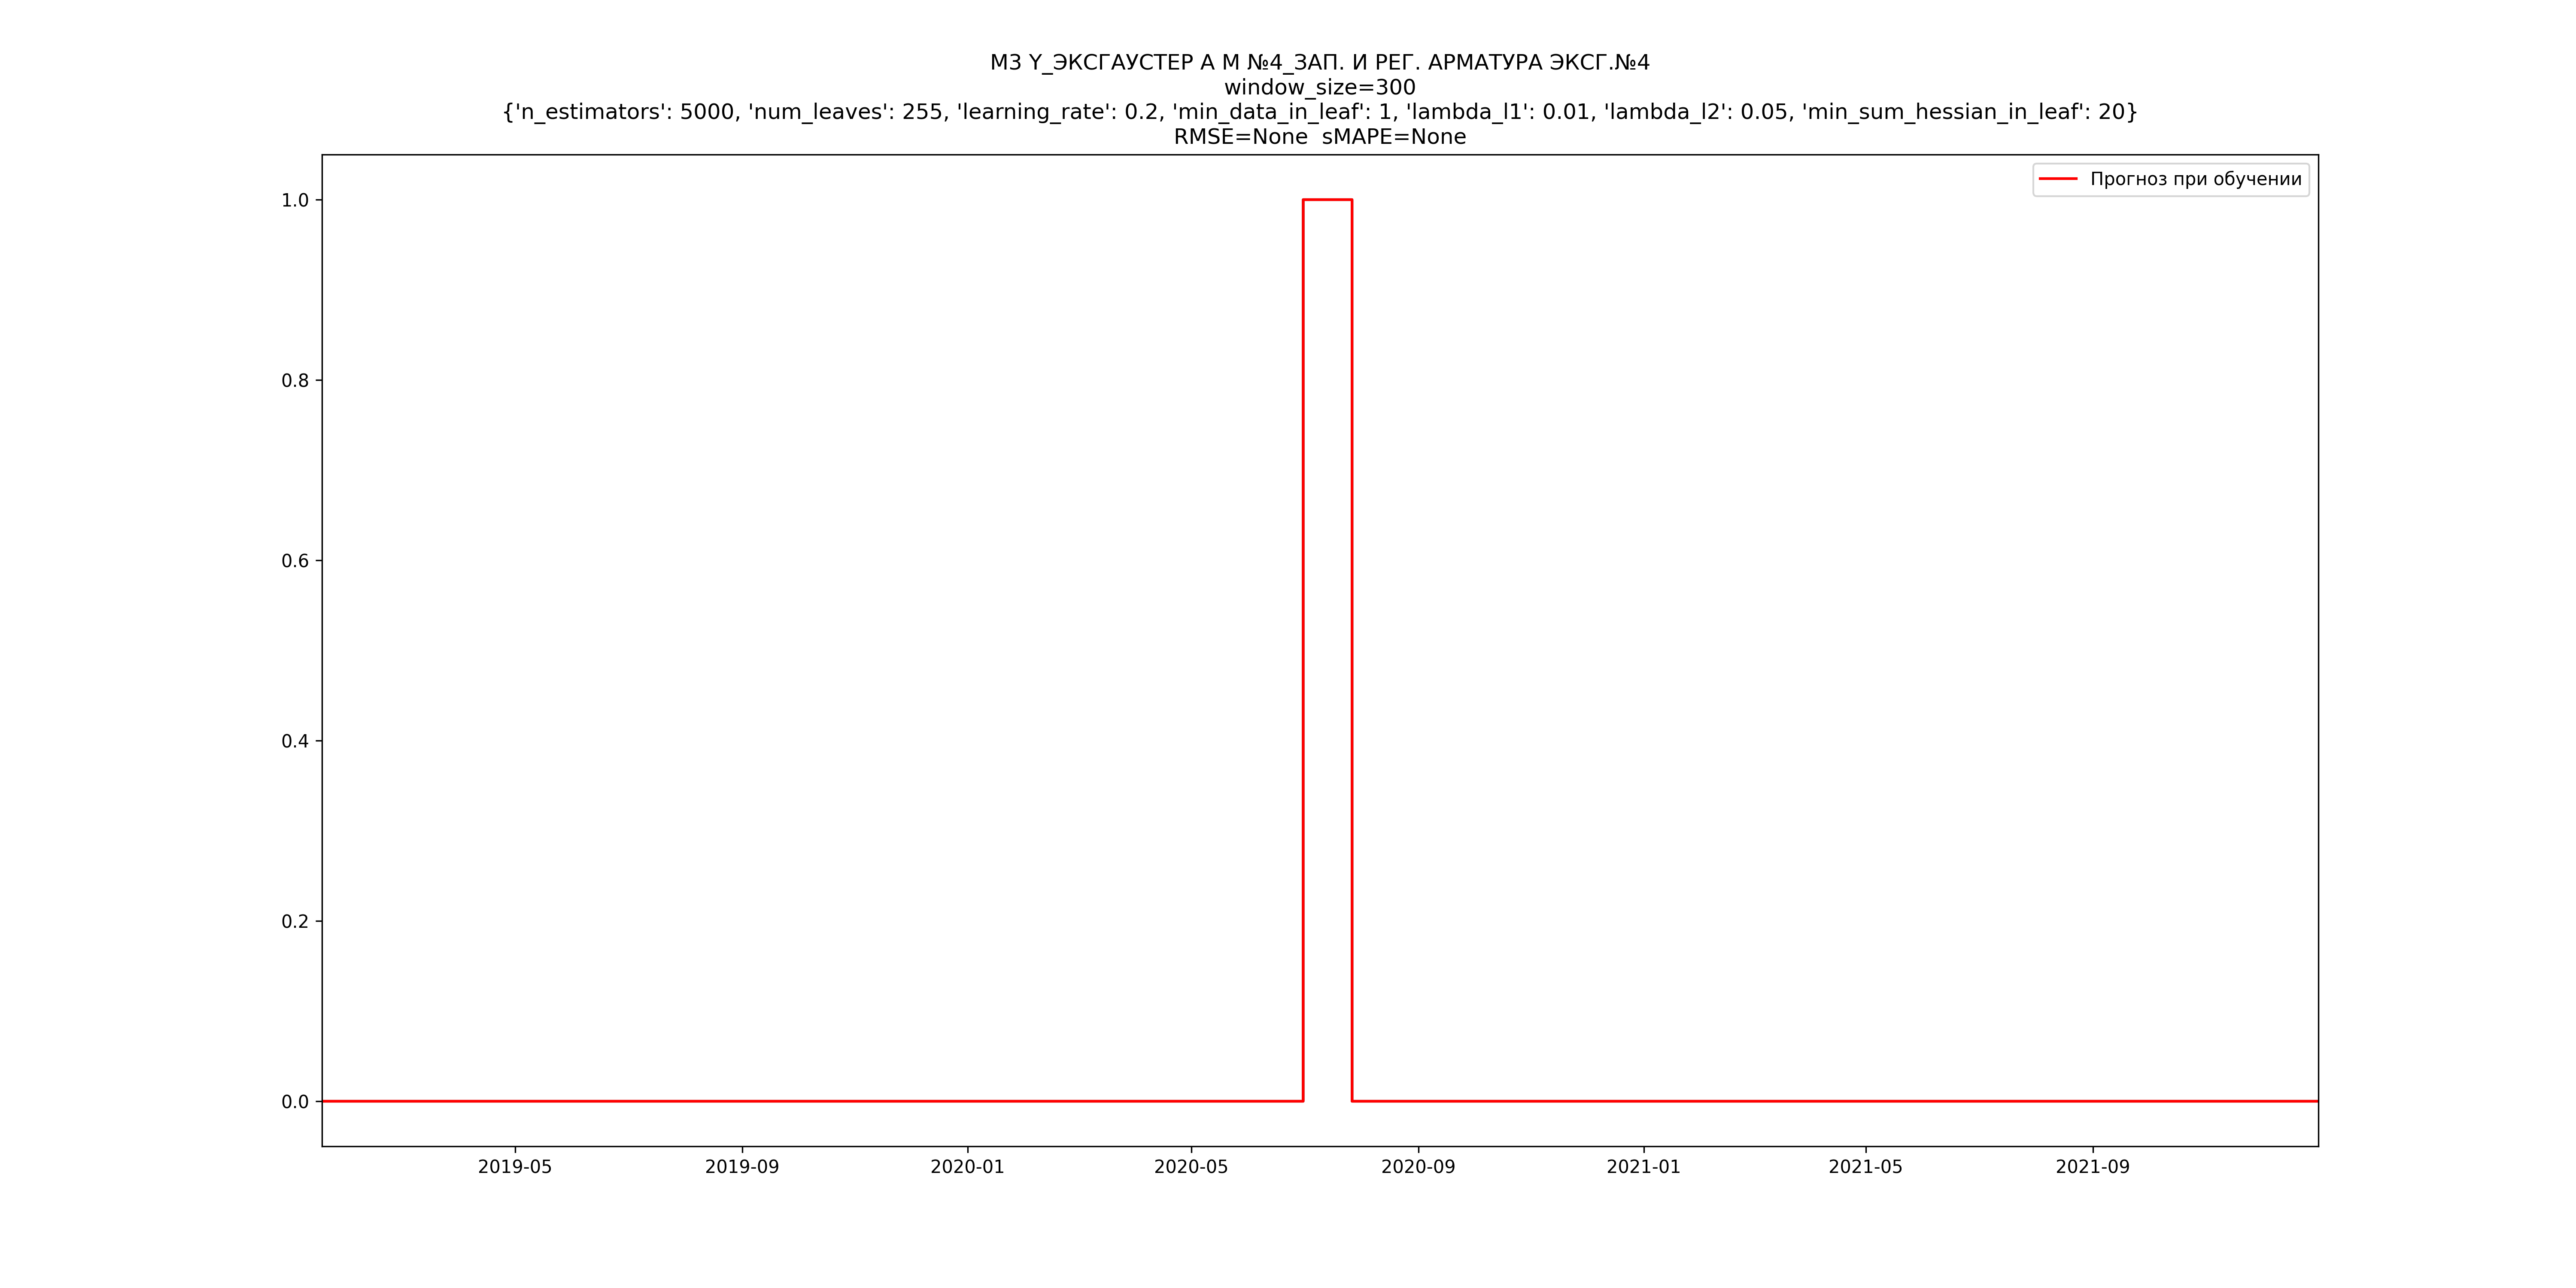 М3 Y_ЭКСГАУСТЕР А М №4_ЗАП. И РЕГ. АРМАТУРА ЭКСГ.№4
window_size=300
{'n_estimators': 5000, 'num_leaves': 255, 'learning_rate': 0.2, 'min_data_in_leaf': 1, 'lambda_l1': 0.01, 'lambda_l2': 0.05, 'min_sum_hessian_in_leaf': 20}
RMSE=None  sMAPE=None
Прогноз при обучении
1.0
0.8
0.6
0.4
0.2
0.0
2019-05
2019-09
2020-01
2020-05
2020-09
2021-01
2021-05
2021-09